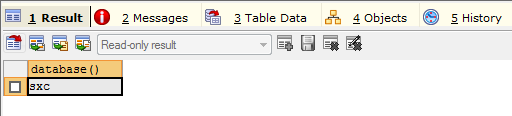 1 Result 2 Messages 3 Table Data 4 Objects 5 History
Read-only result
database()
sxc